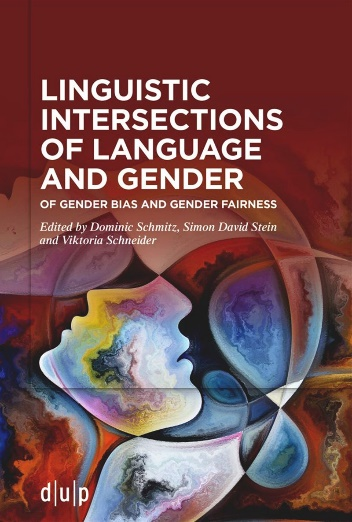 LINGUISTIC
INTERSECTIONS
OF LANGUAGE
AND GENDER
OF GENDER BIAS AND GENDER FAIRNESS
Edited by Dominic Schmitz, Simon David Stein
and Viktoria Schneider
d|u|p